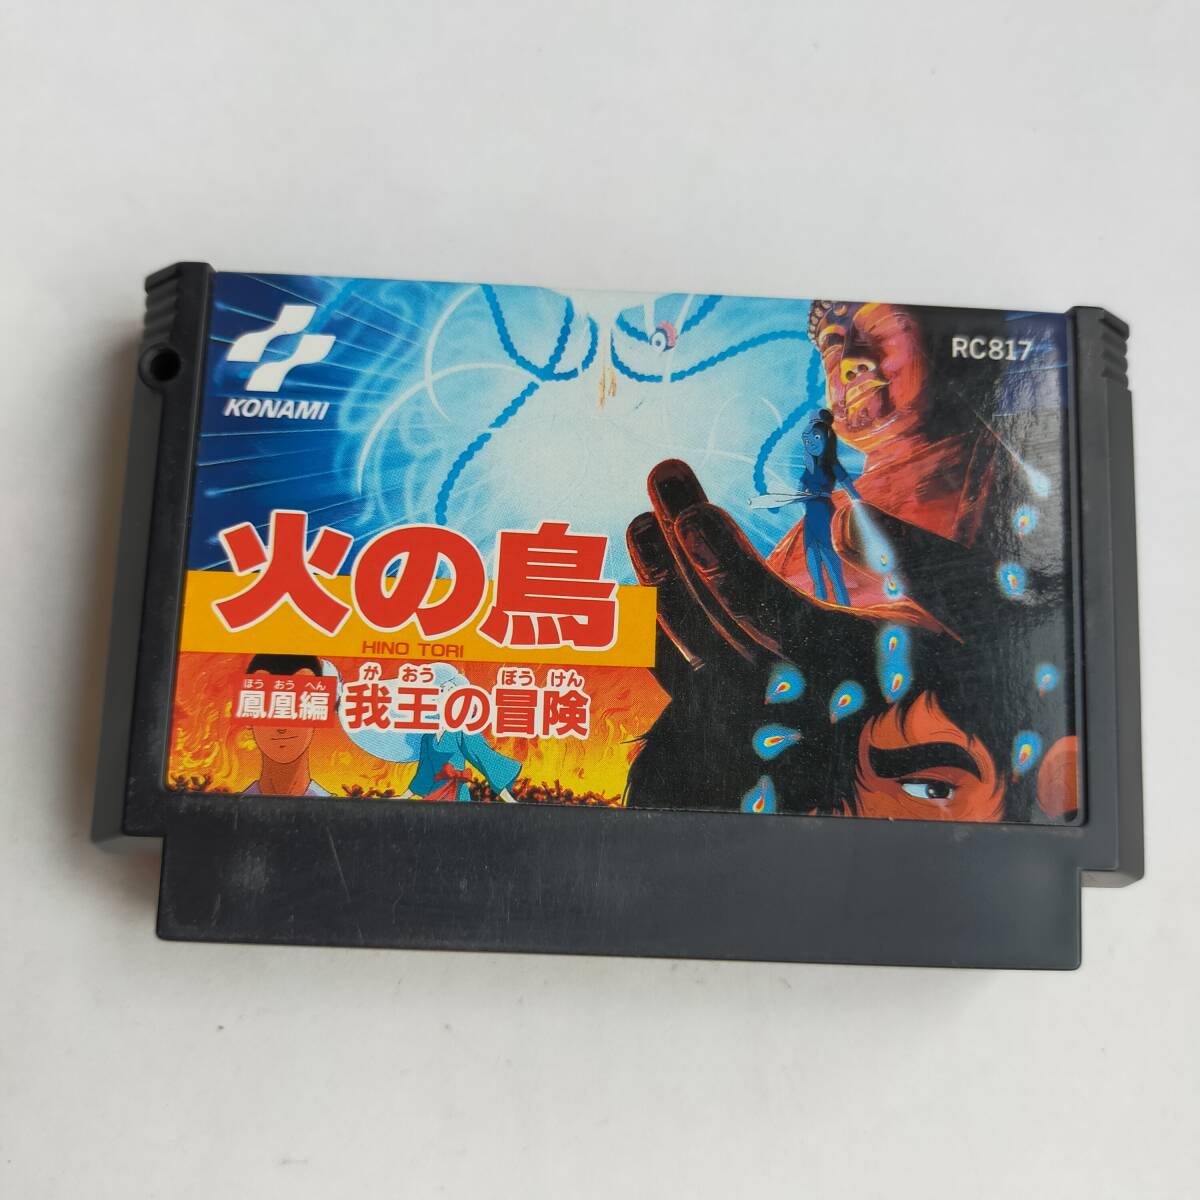 KONAMI
RC817
火の鳥
HINO TORI
ほうおうへん
鳳凰編
が おう ぼう けん
我王の冒険